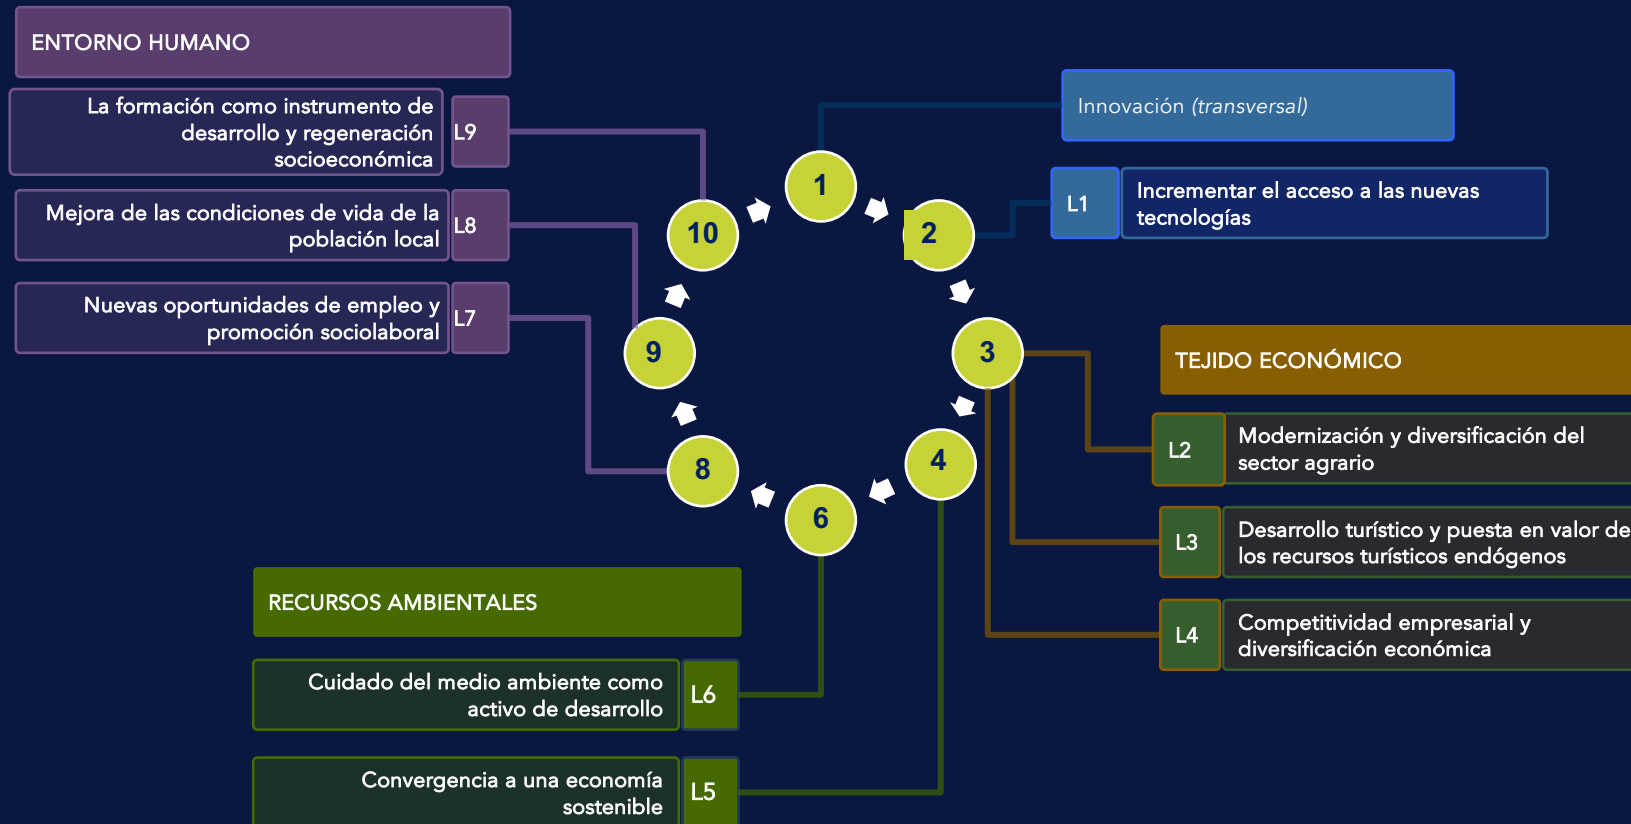 ENTORNO HUMANO
La formación como instrumento de
desarrollo y regeneración
socioeconómica
L9
Mejora de las condiciones de vida de la
población local
L8
Nuevas oportunidades de empleo y
promoción sociolaboral
L7
1
2
3
4
6
8
9
10
Innovación (transversal)
L1
Incrementar el acceso a las nuevas
tecnologías
TEJIDO ECONÓMICO
L2
Modernización y diversificación del
sector agrario
L3
Desarrollo turístico y puesta en valor de
los recursos turísticos endógenos
L4
Competitividad empresarial y
diversificación económica
RECURSOS AMBIENTALES
Cuidado del medio ambiente como
activo de desarrollo
L6
Convergencia a una economía
sostenible
L5